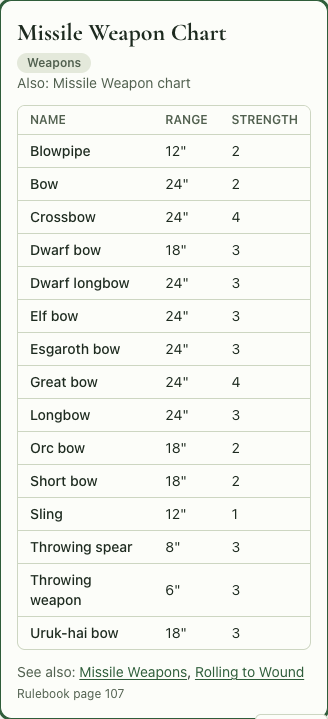 Missile Weapon Chart
Weapons
Also: Missile Weapon chart
NAME RANGE STRENGTH
Blowpipe 12" 2
Bow 24" 2
Crossbow 24" 4
Dwarf bow 18" 3
Dwarf longbow 24" 3
Elf bow 24" 3
Esgaroth bow 24" 3
Great bow 24" 4
Longbow 24" 3
Orc bow 18" 2
Short bow 18" 2
Sling 12" 1
Throwing spear 8" 3
Throwing
weapon 6" 3
Uruk-hai bow 18" 3
See also: Missile Weapons, Rolling to Wound
Rulebook page 107